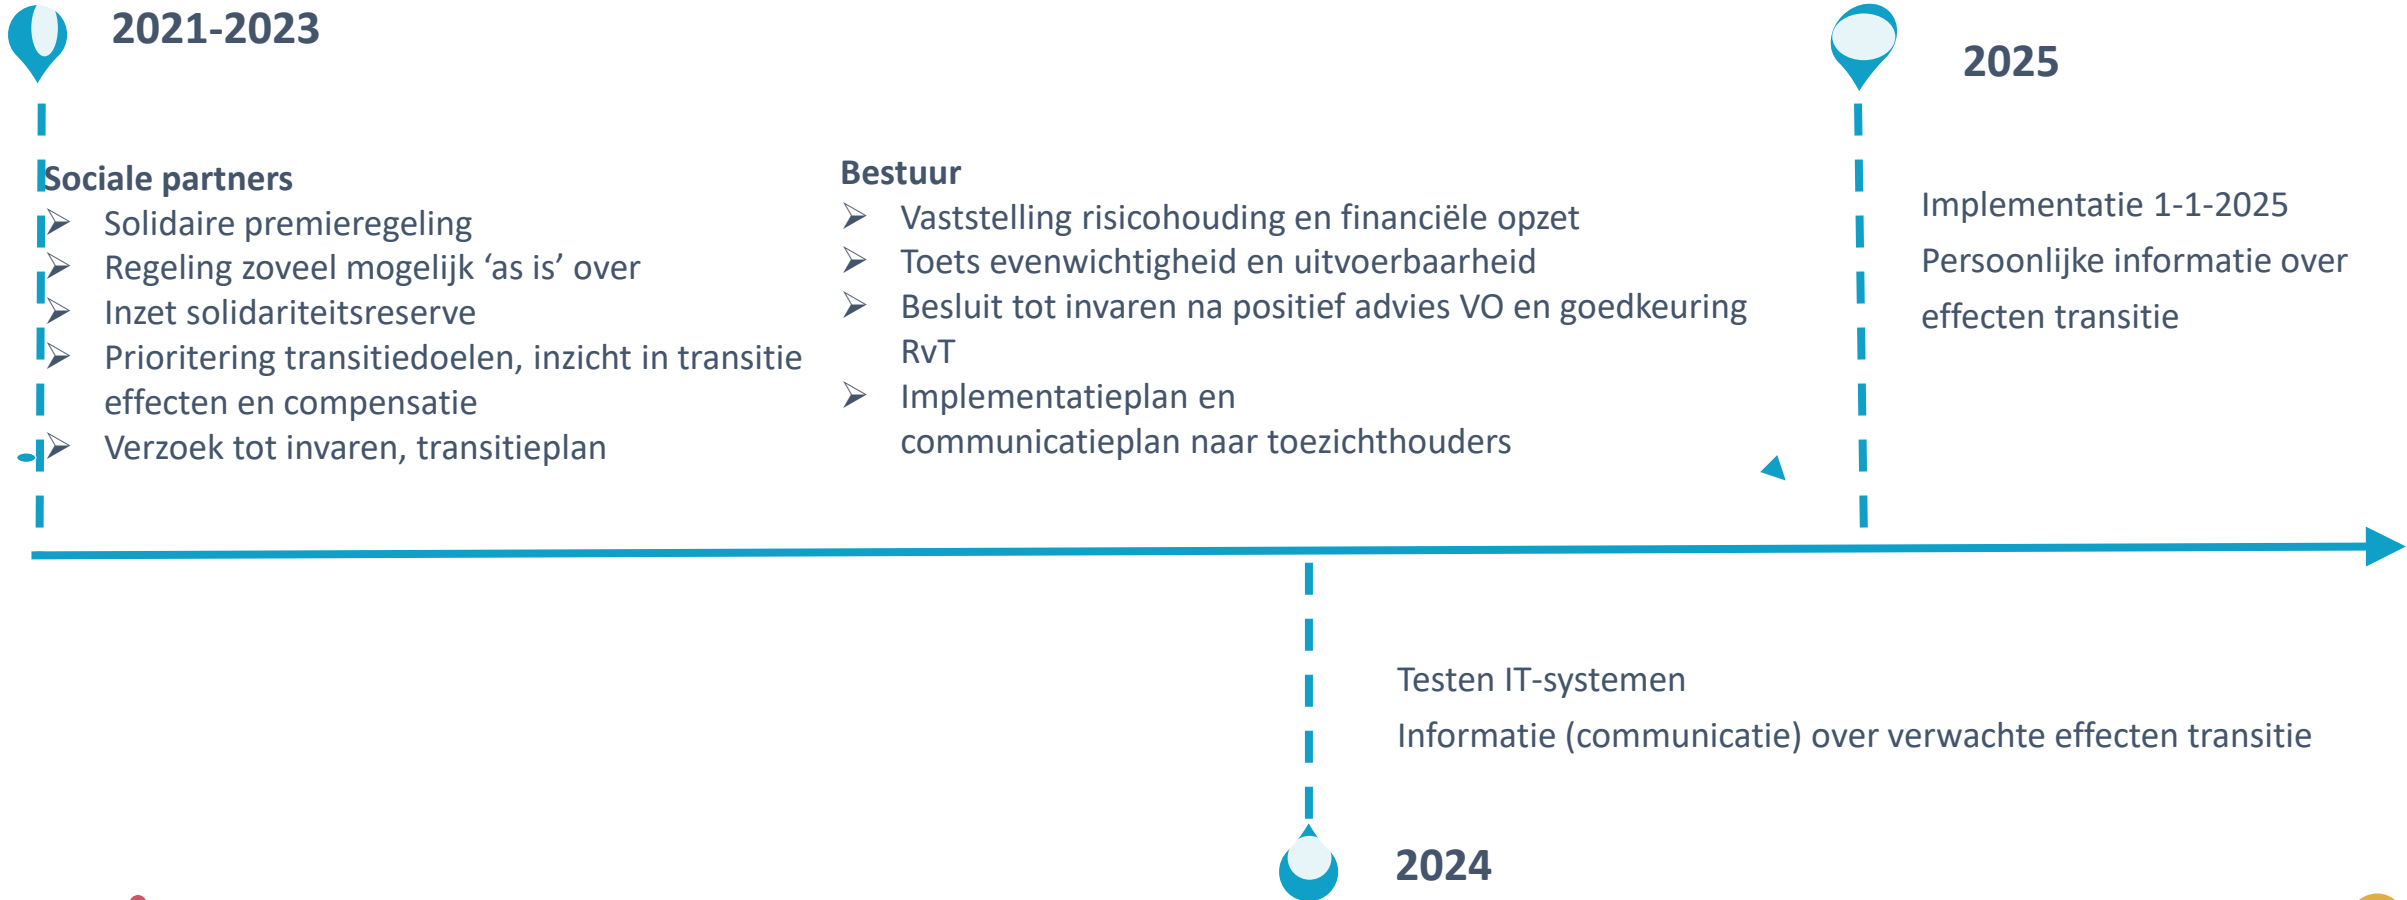 2021-2023
Sociale partners
➢ Solidaire premieregeling
➢ Regeling zoveel mogelijk ‘as is’ over
➢ Inzet solidariteitsreserve
➢ Prioritering transitiedoelen, inzicht in transitie
effecten en compensatie
➢ Verzoek tot invaren, transitieplan
Bestuur
➢ Vaststelling risicohouding en financiële opzet
➢ Toets evenwichtigheid en uitvoerbaarheid
➢ Besluit tot invaren na positief advies VO en goedkeuring
RvT
➢ Implementatieplan en
communicatieplan naar toezichthouders
2025
Implementatie 1-1-2025
Persoonlijke informatie over
effecten transitie
Testen IT-systemen
Informatie (communicatie) over verwachte effecten transitie
2024